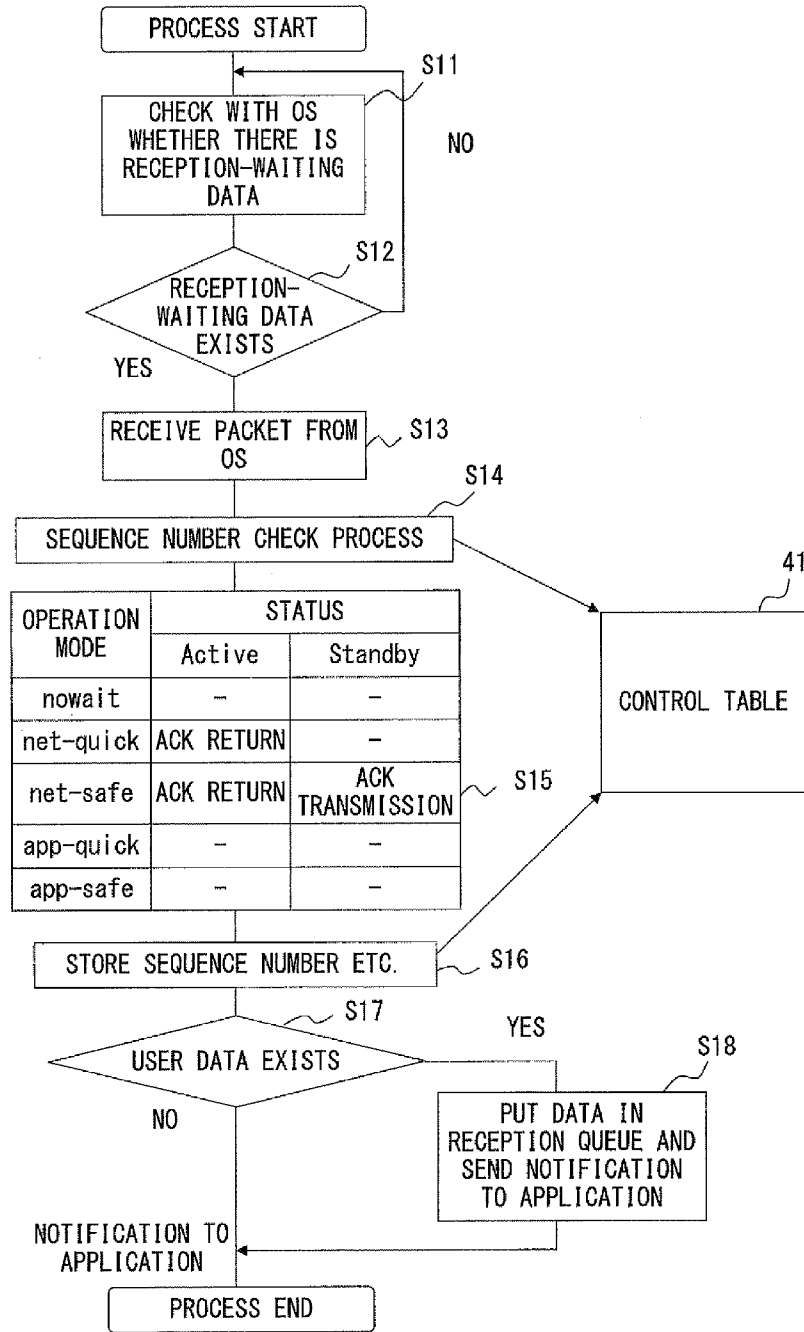 PROCESS START
S11
CHECK WITH OS
WHETHER THERE IS
RECEPTION-WAITING
DATA
NO
S12
RECEPTION-
WAITING DATA
EXISTS
YES
RECEIVE PACKET FROM
OS
S13
S14
SEQUENCE NUMBER CHECK PROCESS
41
CONTROL TABLE
OPERATION
MODE
STATUS
Active
Standby
nowait - -
net-quick ACK RETURN -
net-safe ACK RETURN ACK
TRANSMISSION
S15
app-quick - -
app-safe - -
STORE SEQUENCE NUMBER ETC.
S16
S17
USER DATA EXISTS
YES
S18
NO
PUT DATA IN
RECEPTION QUEUE AND
SEND NOTIFICATION
TO APPLICATION
NOTIFICATION TO
APPLICATION
PROCESS END